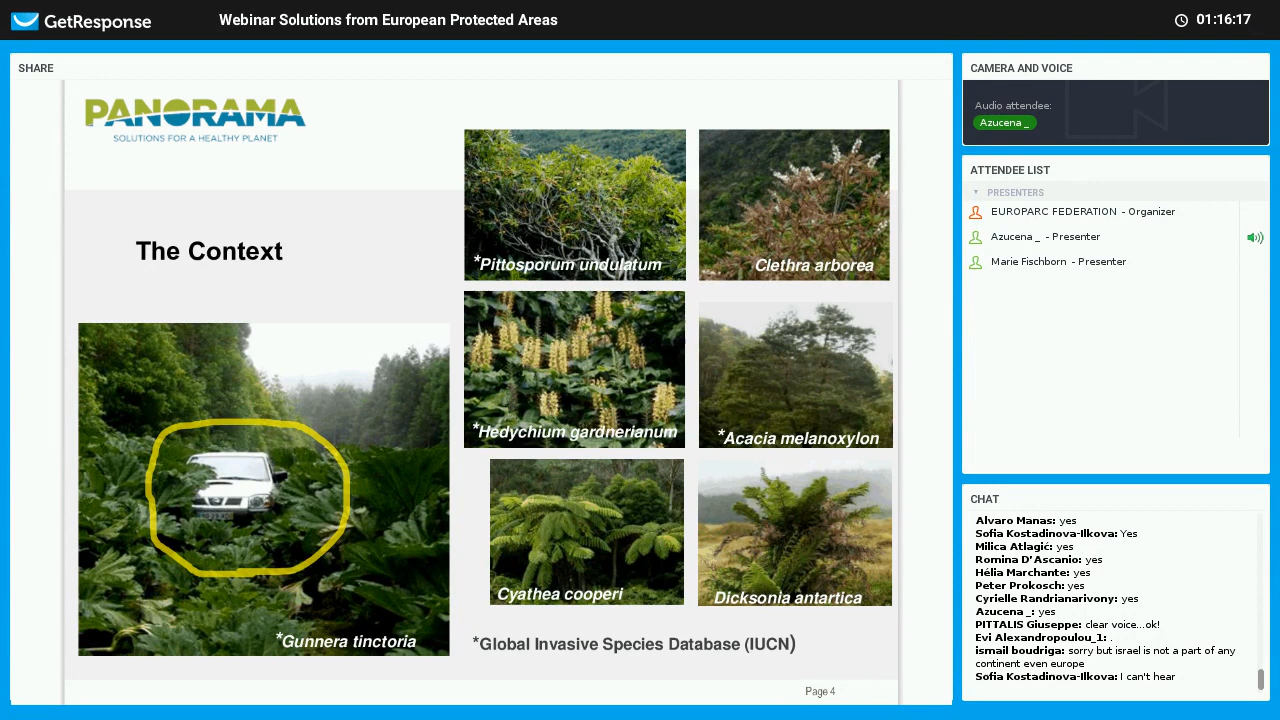 GetResponse
Webinar Solutions from European Protected Areas
01:16:17
SHARE
PANORAMA
SOLUTIONS FOR A HEALTHY PLANET
The Context
*Pittosporum undulatum
Clethra arborea
*Hedychium gardnerianum
*Acacia melanoxylon
Cyathea cooperi
Dicksonia antartica
*Gunnera tinctoria
*Global Invasive Species Database (IUCN)
Page 4
CAMERA AND VOICE
Audio attendee:
Azucena _
ATTENDEE LIST
PRESENTERS
EUROPARC FEDERATION - Organizer
Azucena _ - Presenter
Marie Fischborn - Presenter
CHAT
Alvaro Manas: yes
Sofia Kostadinova-Ilkova: Yes
Milica Atlagić: yes
Romina D'Ascanio: yes
Hélia Marchante: yes
Peter Prokosch: yes
Cyrielle Randrianarivony: yes
Azucena _: yes
PITTALIS Giuseppe: clear voice...ok!
Evi Alexandropoulou_1: .
ismail boudriga: sorry but israel is not a part of any
continent even europe
Sofia Kostadinova-Ilkova: I can't hear